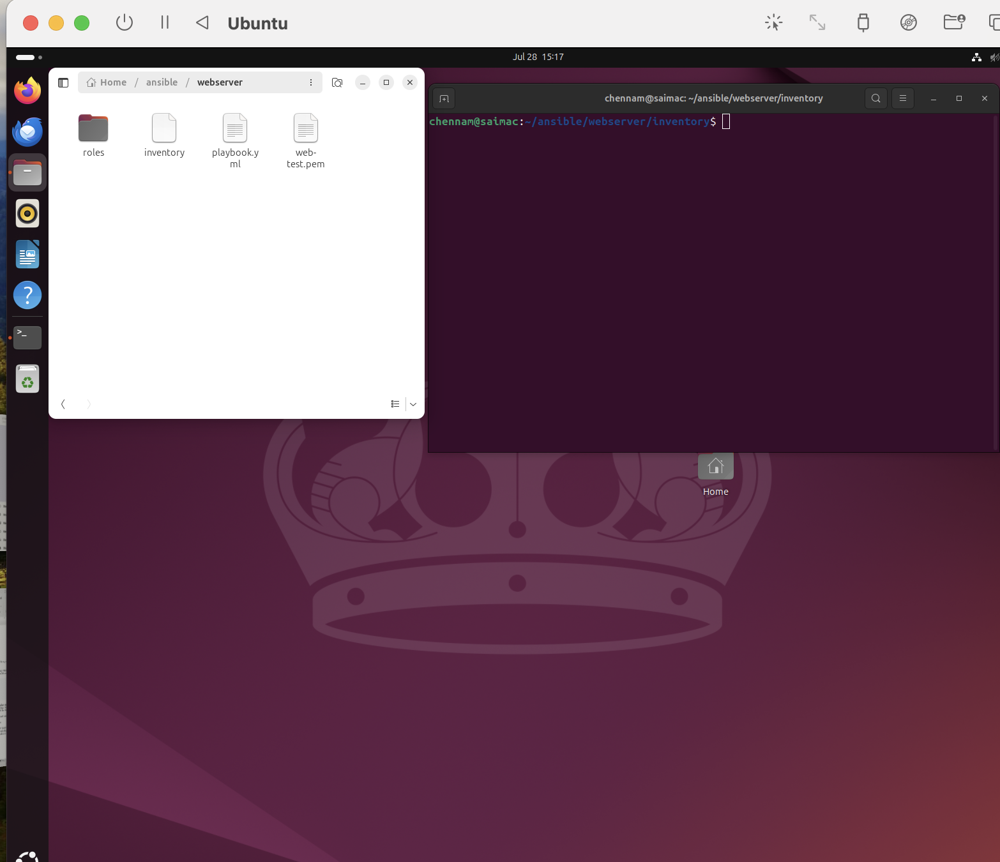 Ubuntu
Jul 28 15:17
Home / ansible / webserver
roles
inventory
playbook.y
ml
web-
test.pem
chennam@saimac: ~/ansible/webserver/inventory
chennam@saimac:~/ansible/webserver/inventory$
>_
?
Home